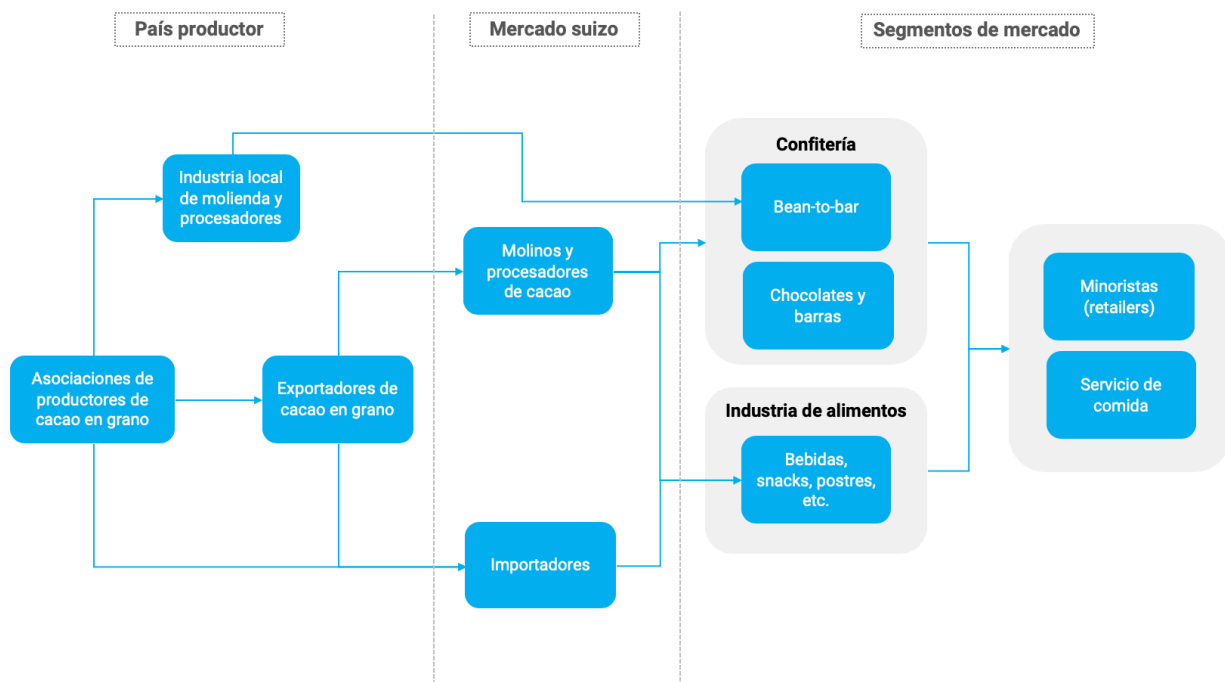 País productor
Mercado suizo
Segmentos de mercado
Industria local
de molienda y
procesadores
Asociaciones de
productores de
cacao en grano
Exportadores de
cacao en grano
Molinos y
procesadores
de cacao
Importadores
Confitería
Bean-to-bar
Chocolates y
barras
Industria de alimentos
Bebidas,
snacks, postres,
etc.
Minoristas
(retailers)
Servicio de
comida